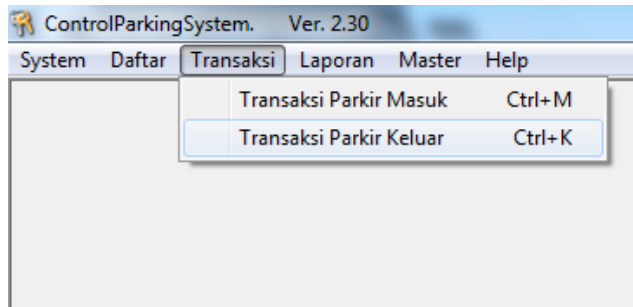 ControlParkingSystem. Ver. 2.30
System Daftar Transaksi Laporan Master Help
Transaksi Parkir Masuk Ctrl+M
Transaksi Parkir Keluar Ctrl+K